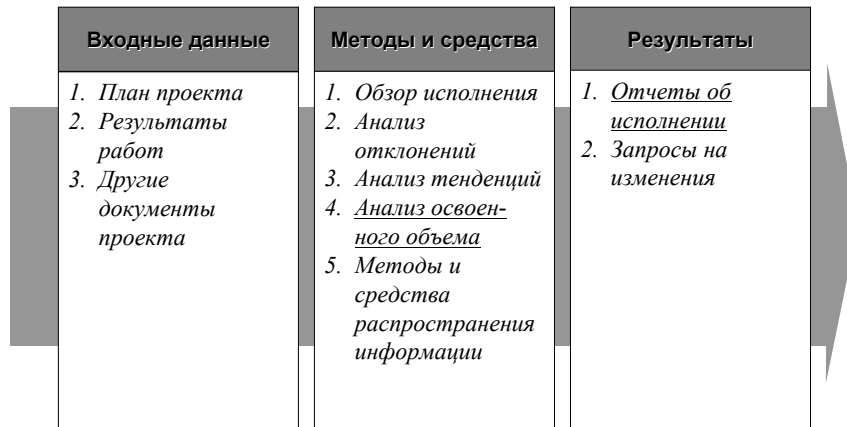 Входные данные
1. План проекта
2. Результаты
работ
3. Другие
документы
проекта
Методы и средства
1. Обзор исполнения
2. Анализ
отклонений
3. Анализ тенденций
4. Анализ освоен-
ного объема
5. Методы и
средства
распространения
информации
Результаты
1. Отчеты об
исполнении
2. Запросы на
изменения